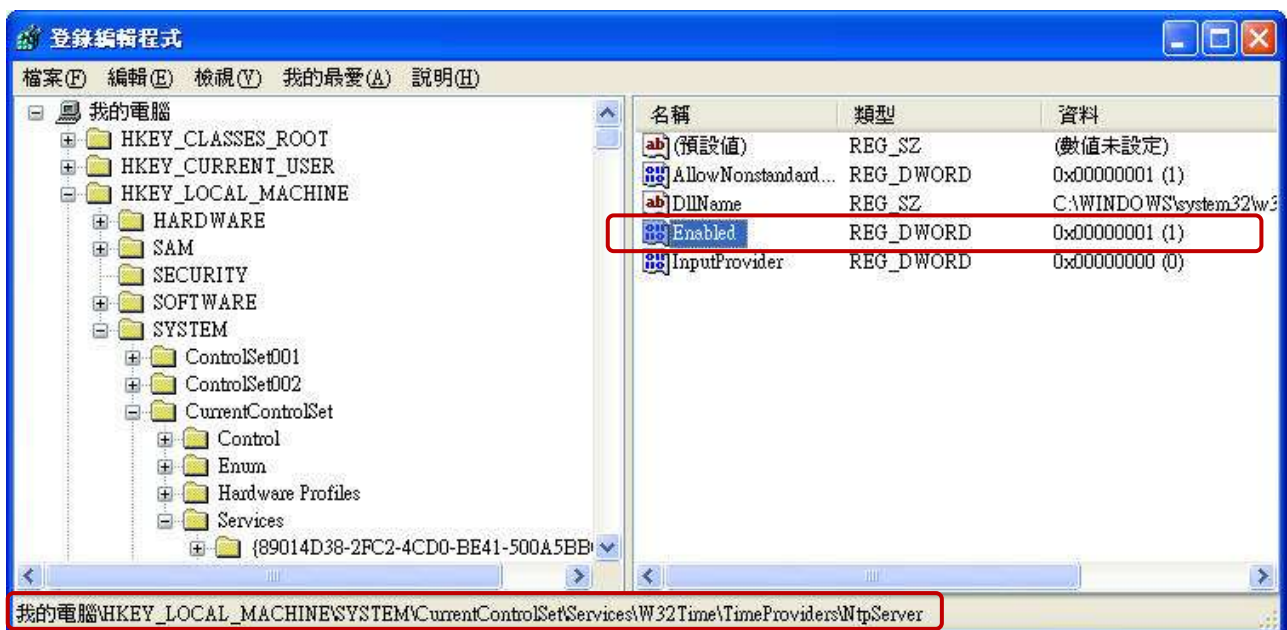 登錄編輯程式
檔案(F) 編輯(E) 檢視(V) 我的最愛(A) 說明(H)
我的電腦
HKEY_CLASSES_ROOT
HKEY_CURRENT_USER
HKEY_LOCAL_MACHINE
HARDWARE
SAM
SECURITY
SOFTWARE
SYSTEM
ControlSet001
ControlSet002
CurrentControlSet
Control
Enum
Hardware Profiles
Services
{89014D38-2FC2-4CD0-BE41-500A5BB
名稱 類型 資料
(預設值) REG_SZ (數值未設定)
AllowNonstandard... REG_DWORD 0x00000001 (1)
DllName REG_SZ C:\WINDOWS\system32\w3
Enabled REG_DWORD 0x00000001 (1)
InputProvider REG_DWORD 0x00000000 (0)
我的電腦\HKEY_LOCAL_MACHINE\SYSTEM\CurrentControlSet\Services\W32Time\TimeProviders\NtpServer